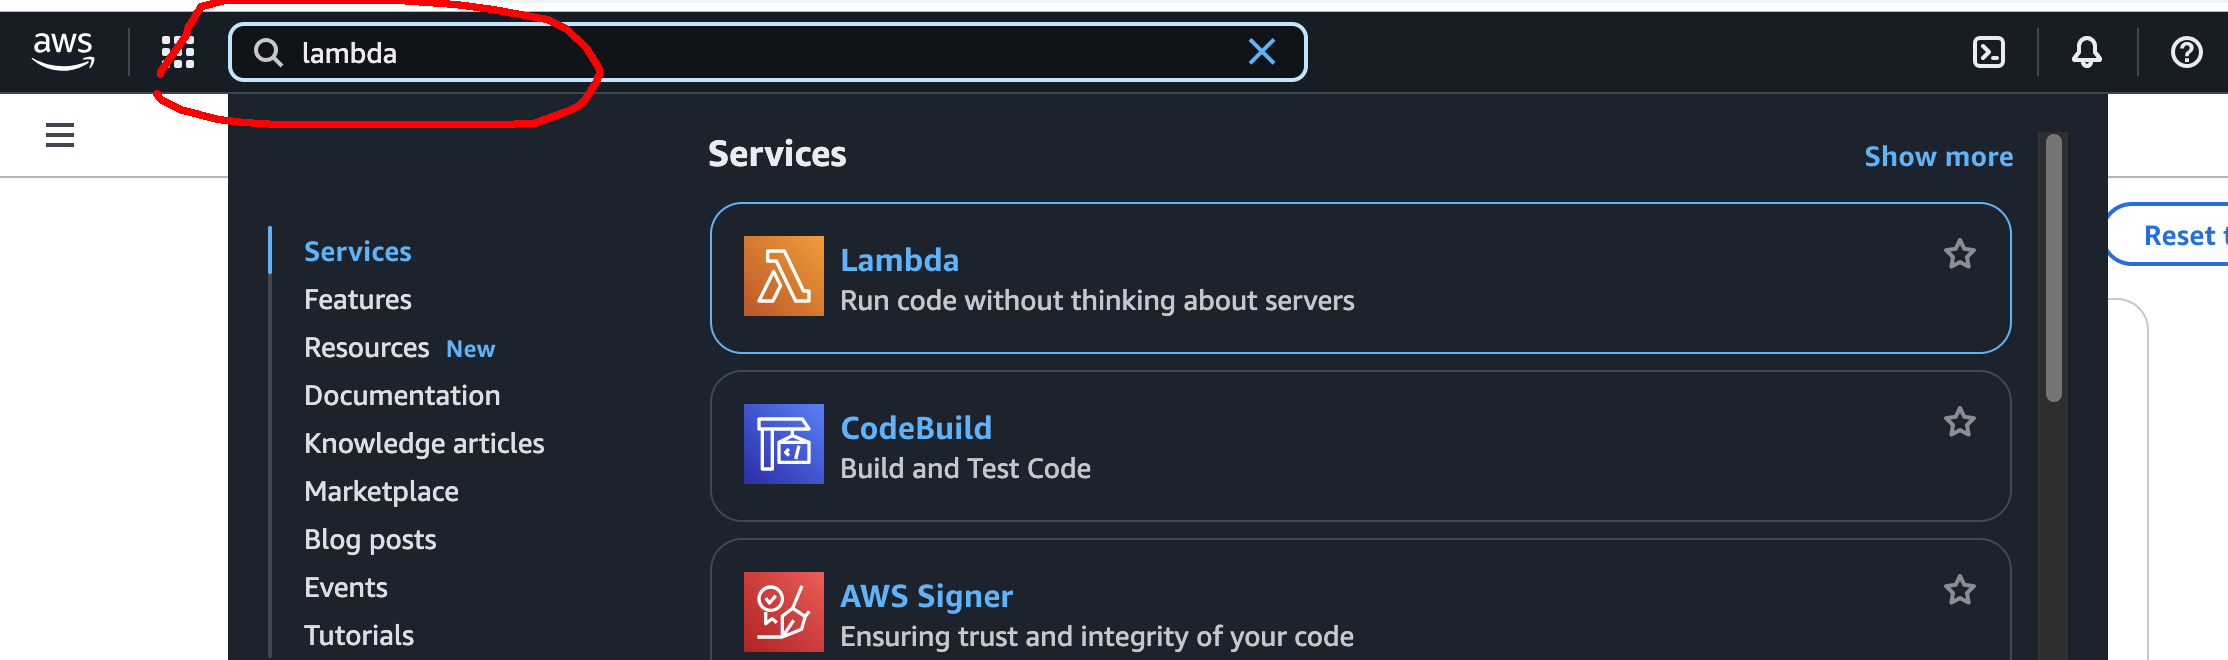 aws
lambda
Services
Show more
Services
Features
Resources New
Documentation
Knowledge articles
Marketplace
Blog posts
Events
Tutorials
Lambda
Run code without thinking about servers
CodeBuild
Build and Test Code
AWS Signer
Ensuring trust and integrity of your code
Reset